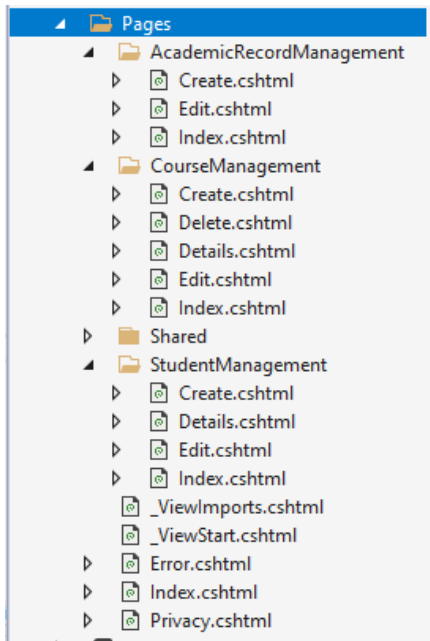 Pages
AcademicRecordManagement
Create.cshtml
Edit.cshtml
Index.cshtml
CourseManagement
Create.cshtml
Delete.cshtml
Details.cshtml
Edit.cshtml
Index.cshtml
Shared
StudentManagement
Create.cshtml
Details.cshtml
Edit.cshtml
Index.cshtml
_ViewImports.cshtml
_ViewStart.cshtml
Error.cshtml
Index.cshtml
Privacy.cshtml